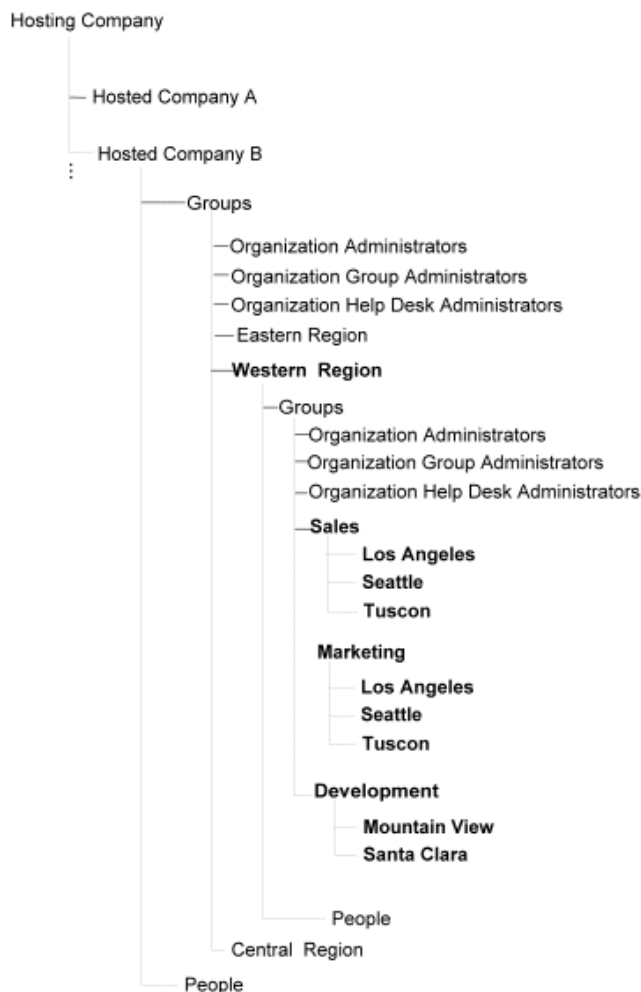 Hosting Company
Hosted Company A
Hosted Company B
Groups
Organization Administrators
Organization Group Administrators
Organization Help Desk Administrators
Eastern Region
Western Region
Groups
Organization Administrators
Organization Group Administrators
Organization Help Desk Administrators
Sales
Los Angeles
Seattle
Tuscon
Marketing
Los Angeles
Seattle
Tuscon
Development
Mountain View
Santa Clara
People
Central Region
People